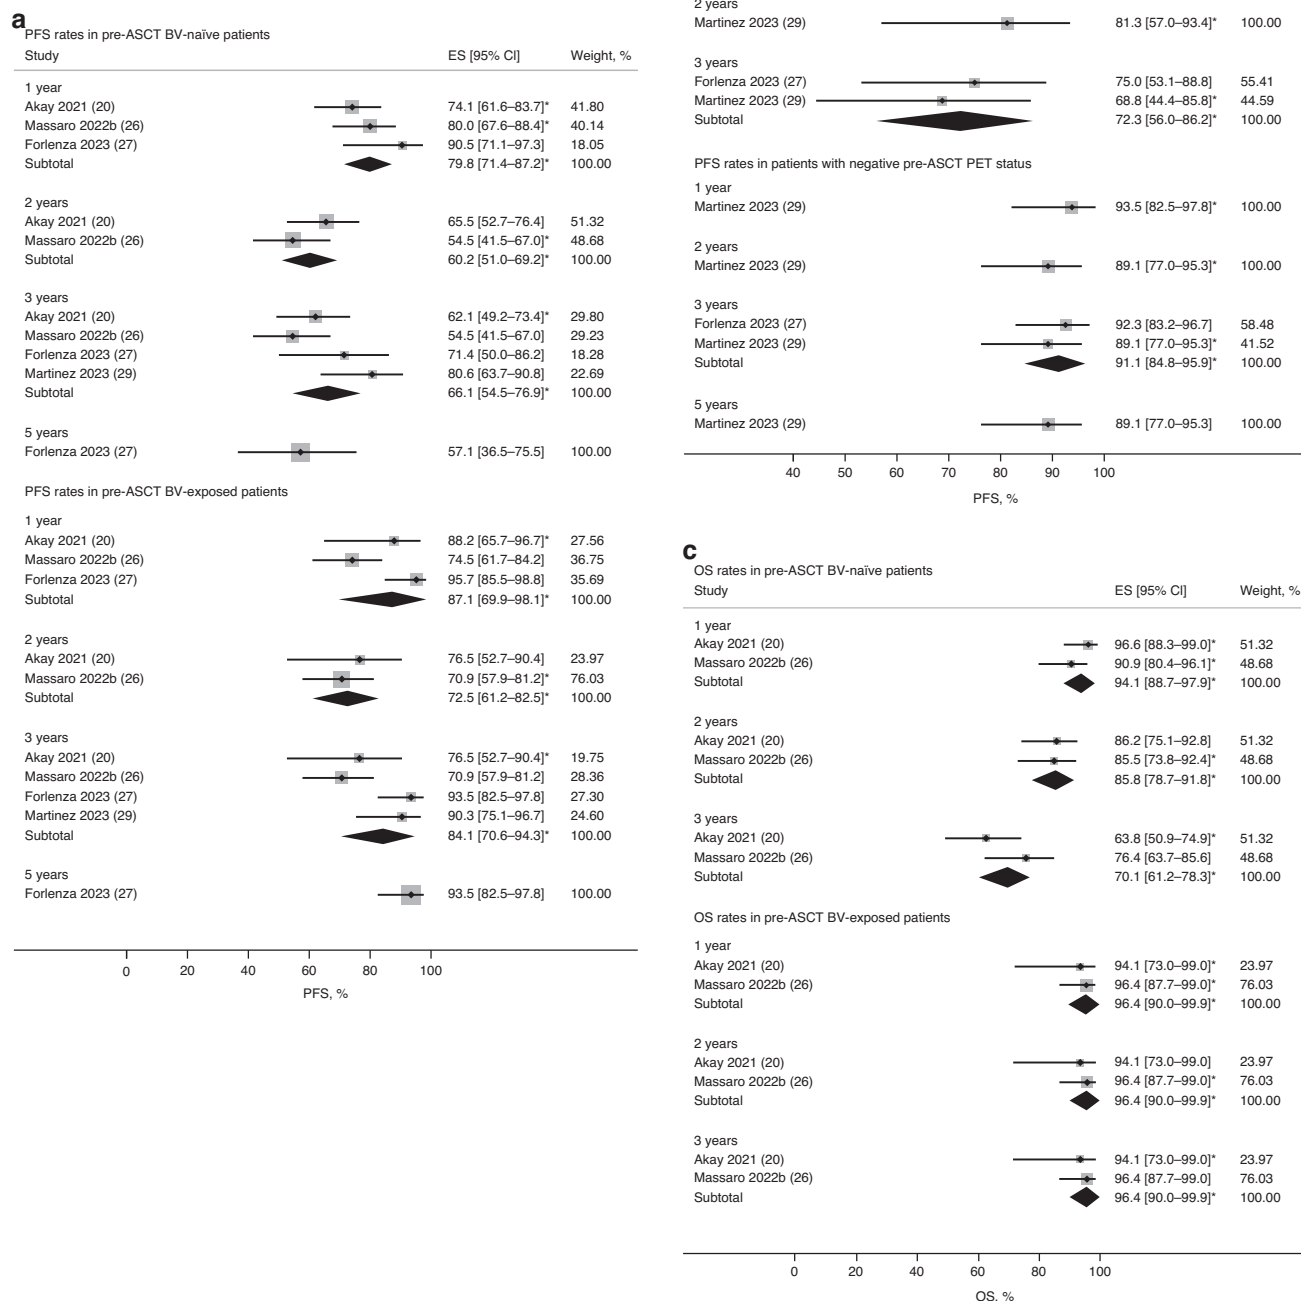 a
PFS rates in pre-ASCT BV-naïve patients
Study ES [95% CI] Weight, %
1 year
Akay 2021 (20) 74.1 [61.6–83.7]* 41.80
Massaro 2022b (26) 80.0 [67.6–88.4]* 40.14
Forlenza 2023 (27) 90.5 [71.1–97.3] 18.05
Subtotal 79.8 [71.4–87.2]* 100.00
2 years
Akay 2021 (20) 65.5 [52.7–76.4] 51.32
Massaro 2022b (26) 54.5 [41.5–67.0]* 48.68
Subtotal 60.2 [51.0–69.2]* 100.00
3 years
Akay 2021 (20) 62.1 [49.2–73.4]* 29.80
Massaro 2022b (26) 54.5 [41.5–67.0] 29.23
Forlenza 2023 (27) 71.4 [50.0–86.2] 18.28
Martinez 2023 (29) 80.6 [63.7–90.8] 22.69
Subtotal 66.1 [54.5–76.9]* 100.00
5 years
Forlenza 2023 (27) 57.1 [36.5–75.5] 100.00
PFS rates in pre-ASCT BV-exposed patients
1 year
Akay 2021 (20) 88.2 [65.7–96.7]* 27.56
Massaro 2022b (26) 74.5 [61.7–84.2] 36.75
Forlenza 2023 (27) 95.7 [85.5–98.8] 35.69
Subtotal 87.1 [69.9–98.1]* 100.00
2 years
Akay 2021 (20) 76.5 [52.7–90.4] 23.97
Massaro 2022b (26) 70.9 [57.9–81.2]* 76.03
Subtotal 72.5 [61.2–82.5]* 100.00
3 years
Akay 2021 (20) 76.5 [52.7–90.4]* 19.75
Massaro 2022b (26) 70.9 [57.9–81.2] 28.36
Forlenza 2023 (27) 93.5 [82.5–97.8] 27.30
Martinez 2023 (29) 90.3 [75.1–96.7] 24.60
Subtotal 84.1 [70.6–94.3]* 100.00
5 years
Forlenza 2023 (27) 93.5 [82.5–97.8] 100.00
0 20 40 60 80 100
PFS, %
2 years
Martinez 2023 (29) 81.3 [57.0–93.4]* 100.00
3 years
Forlenza 2023 (27) 75.0 [53.1–88.8] 55.41
Martinez 2023 (29) 68.8 [44.4–85.8]* 44.59
Subtotal 72.3 [56.0–86.2]* 100.00
PFS rates in patients with negative pre-ASCT PET status
1 year
Martinez 2023 (29) 93.5 [82.5–97.8]* 100.00
2 years
Martinez 2023 (29) 89.1 [77.0–95.3]* 100.00
3 years
Forlenza 2023 (27) 92.3 [83.2–96.7] 58.48
Martinez 2023 (29) 89.1 [77.0–95.3]* 41.52
Subtotal 91.1 [84.8–95.9]* 100.00
5 years
Martinez 2023 (29) 89.1 [77.0–95.3] 100.00
40 50 60 70 80 90 100
PFS, %
c
OS rates in pre-ASCT BV-naïve patients
Study ES [95% CI] Weight, %
1 year
Akay 2021 (20) 96.6 [88.3–99.0]* 51.32
Massaro 2022b (26) 90.9 [80.4–96.1]* 48.68
Subtotal 94.1 [88.7–97.9]* 100.00
2 years
Akay 2021 (20) 86.2 [75.1–92.8] 51.32
Massaro 2022b (26) 85.5 [73.8–92.4]* 48.68
Subtotal 85.8 [78.7–91.8]* 100.00
3 years
Akay 2021 (20) 63.8 [50.9–74.9]* 51.32
Massaro 2022b (26) 76.4 [63.7–85.6] 48.68
Subtotal 70.1 [61.2–78.3]* 100.00
OS rates in pre-ASCT BV-exposed patients
1 year
Akay 2021 (20) 94.1 [73.0–99.0]* 23.97
Massaro 2022b (26) 96.4 [87.7–99.0]* 76.03
Subtotal 96.4 [90.0–99.9]* 100.00
2 years
Akay 2021 (20) 94.1 [73.0–99.0] 23.97
Massaro 2022b (26) 96.4 [87.7–99.0]* 76.03
Subtotal 96.4 [90.0–99.9]* 100.00
3 years
Akay 2021 (20) 94.1 [73.0–99.0]* 23.97
Massaro 2022b (26) 96.4 [87.7–99.0] 76.03
Subtotal 96.4 [90.0–99.9]* 100.00
0 20 40 60 80 100
OS, %